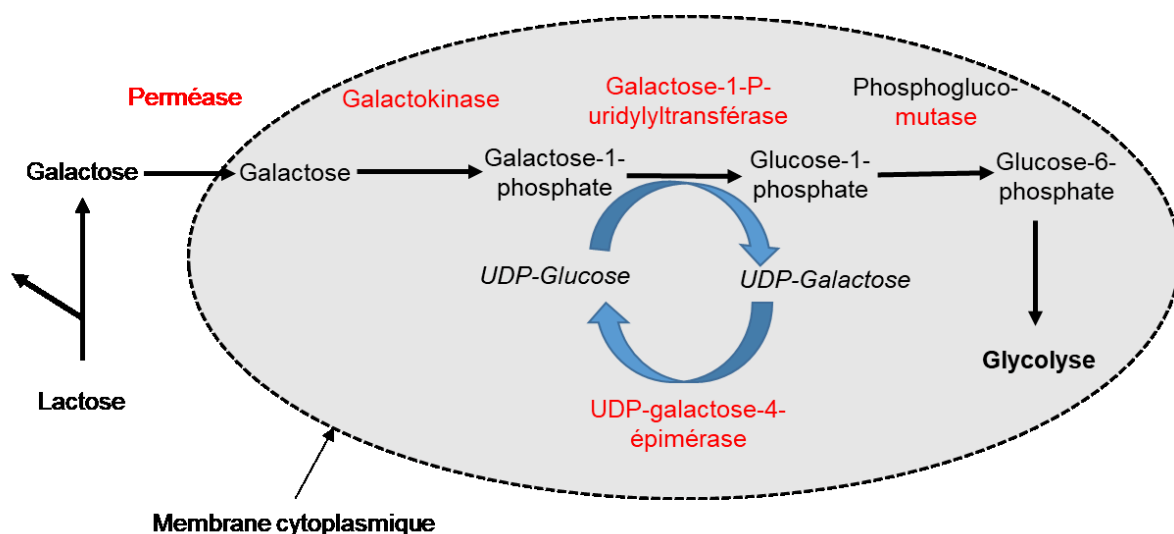 Perméase
Galactokinase
Galactose-1-P-
uridylyltransférase
Phosphogluco-
mutase
Galactose
Galactose
Galactose-1-
phosphate
Glucose-1-
phosphate
Glucose-6-
phosphate
UDP-Glucose
UDP-Galactose
Glycolyse
Lactose
UDP-galactose-4-
épimérase
Membrane cytoplasmique